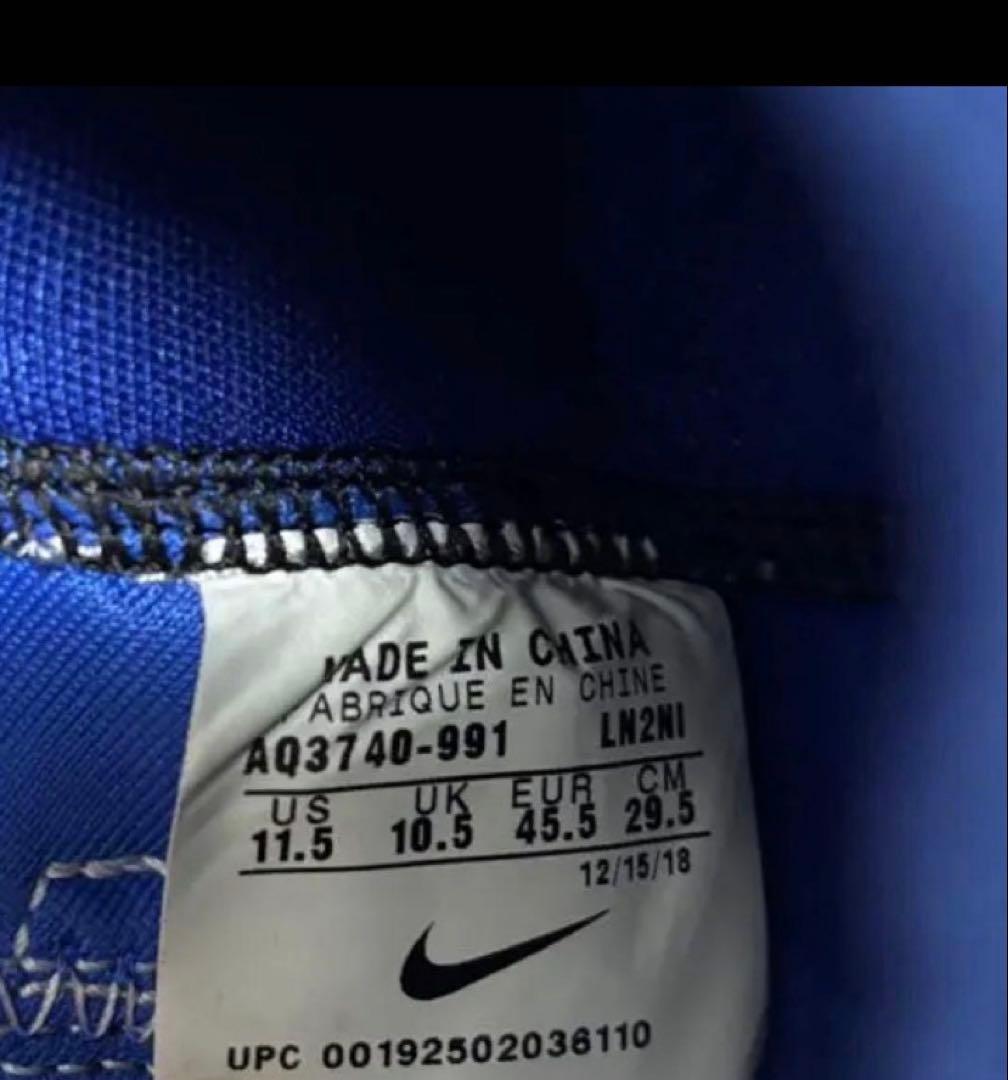 MADE IN CHINA
FABRIQUE EN CHINE
AQ3740-991 LN2NI
US UK EUR CM
11.5 10.5 45.5 29.5
12/15/18
UPC 00192502036110